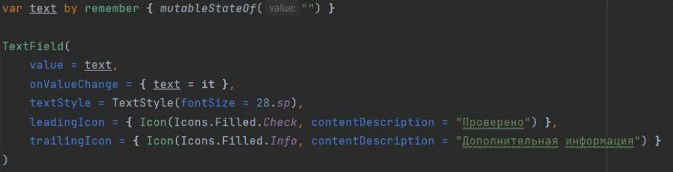 var text by remember { mutableStateOf( value: "") }
TextField(
value = text,
onValueChange = { text = it },
textStyle = TextStyle(fontSize = 28.sp),
leadingIcon = { Icon(Icons.Filled.Check, contentDescription = "Проверено") },
trailingIcon = { Icon(Icons.Filled.Info, contentDescription = "Дополнительная информация") }
)